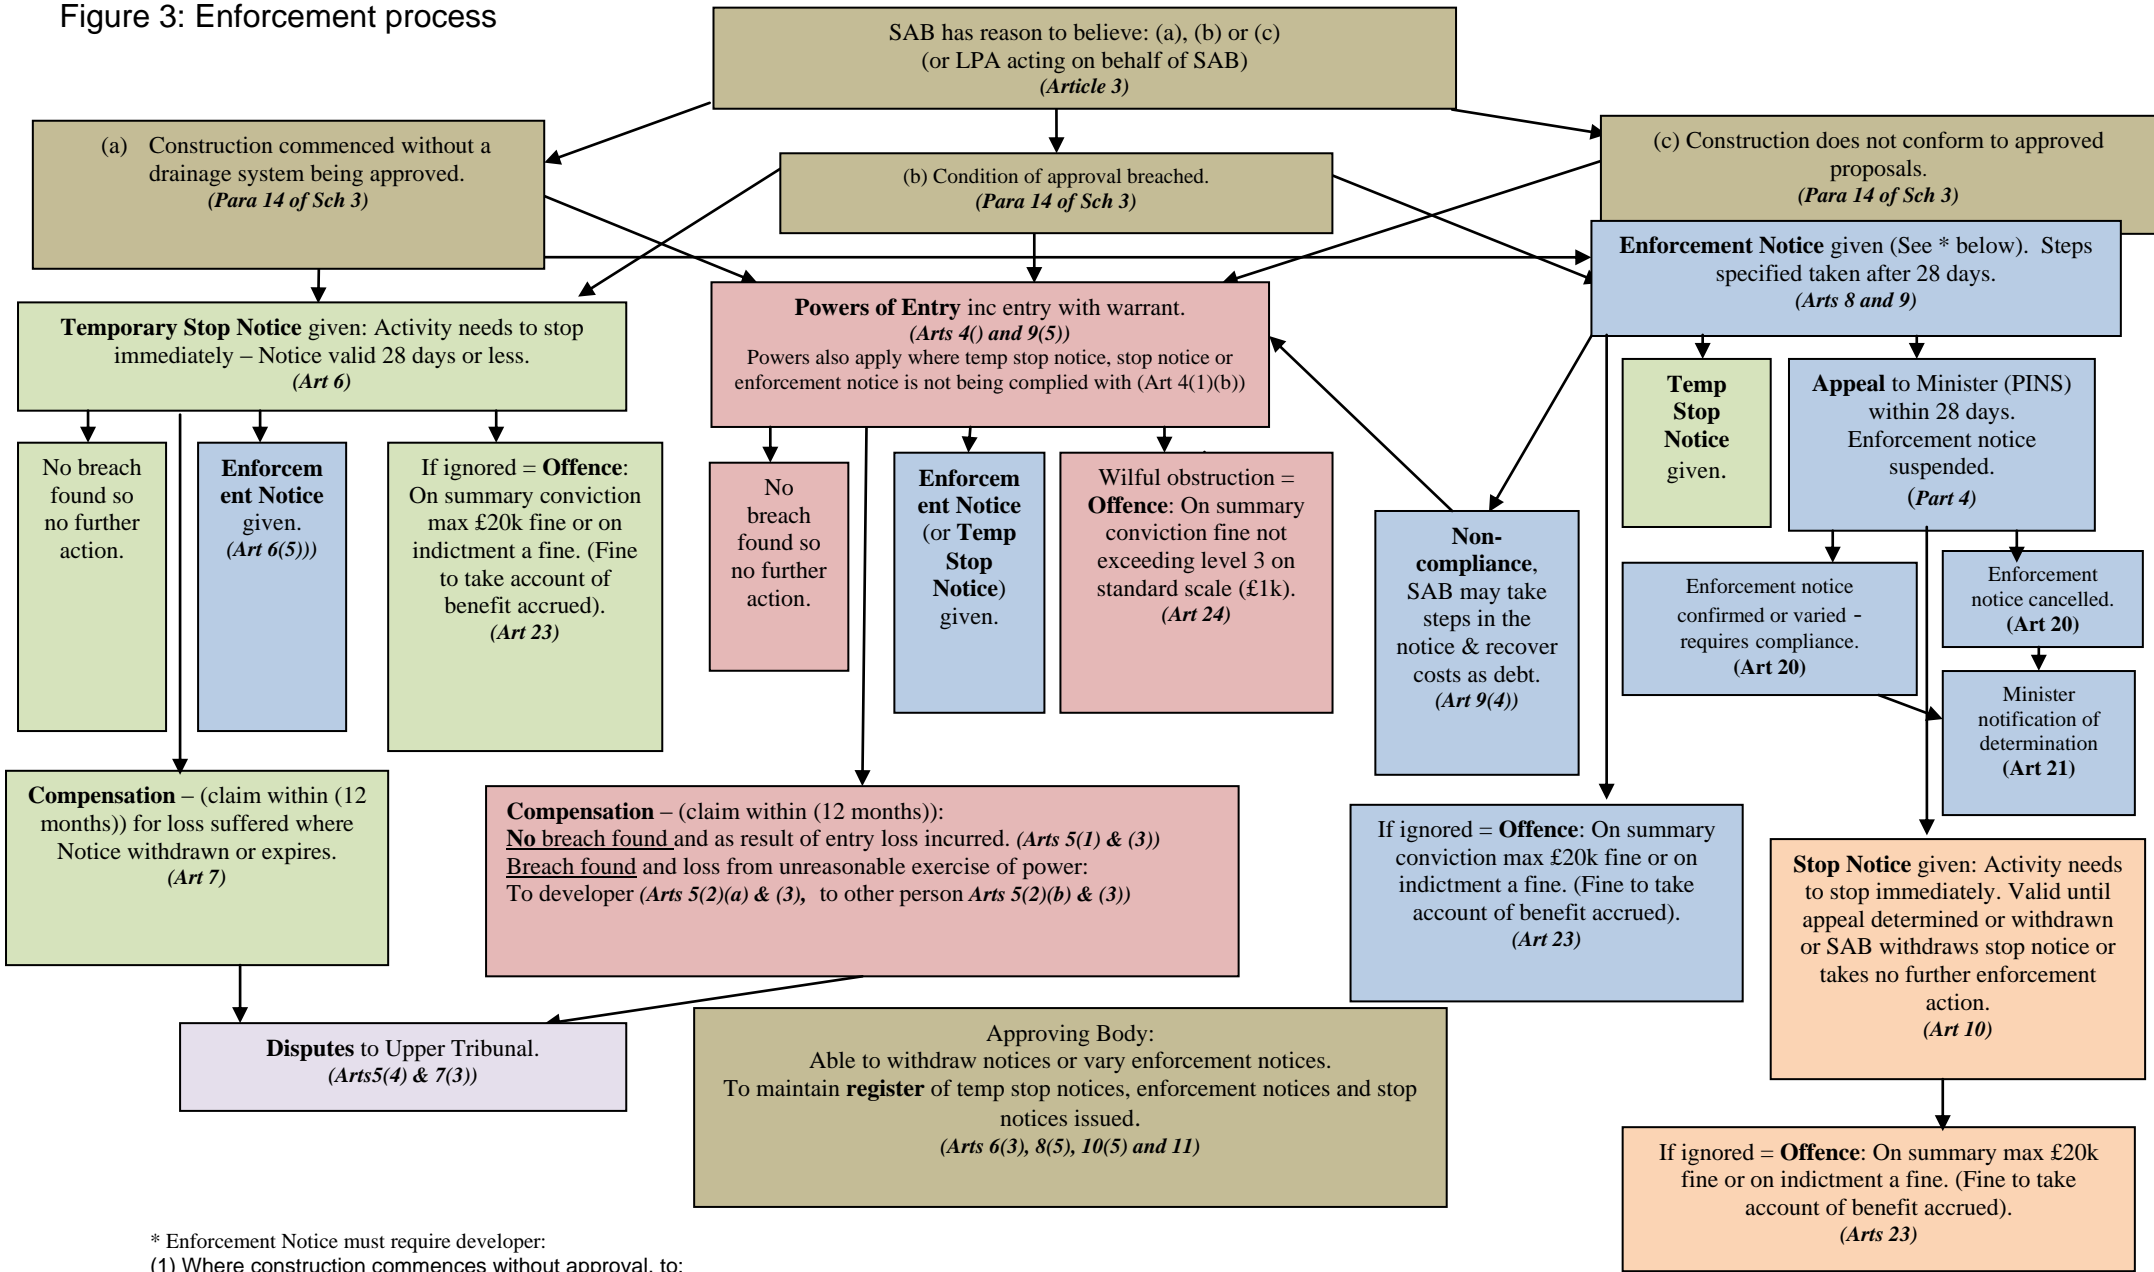 Figure 3: Enforcement process
SAB has reason to believe: (a), (b) or (c)
(or LPA acting on behalf of SAB)
(Article 3)
(a) Construction commenced without a
drainage system being approved.
(Para 14 of Sch 3)
(b) Condition of approval breached.
(Para 14 of Sch 3)
(c) Construction does not conform to approved
proposals.
(Para 14 of Sch 3)
Enforcement Notice given (See * below). Steps
specified taken after 28 days.
(Arts 8 and 9)
Temporary Stop Notice given: Activity needs to stop
immediately – Notice valid 28 days or less.
(Art 6)
Powers of Entry inc entry with warrant.
(Arts 4() and 9(5))
Powers also apply where temp stop notice, stop notice or
enforcement notice is not being complied with (Art 4(1)(b))
Temp
Stop
Notice
given.
Appeal to Minister (PINS)
within 28 days.
Enforcement notice
suspended.
(Part 4)
No breach
found so
no further
action.
Enforcem
ent Notice
given.
(Art 6(5)))
If ignored = Offence:
On summary conviction
max £20k fine or on
indictment a fine. (Fine
to take account of
benefit accrued).
(Art 23)
No
breach
found so
no further
action.
Enforcem
ent Notice
(or Temp
Stop
Notice)
given.
Wilful obstruction =
Offence: On summary
conviction fine not
exceeding level 3 on
standard scale (£1k).
(Art 24)
Non-
compliance,
SAB may take
steps in the
notice & recover
costs as debt.
(Art 9(4))
Enforcement notice
confirmed or varied -
requires compliance.
(Art 20)
Enforcement
notice cancelled.
(Art 20)
Minister
notification of
determination
(Art 21)
Compensation – (claim within (12
months)) for loss suffered where
Notice withdrawn or expires.
(Art 7)
Compensation – (claim within (12 months)):
No breach found and as result of entry loss incurred. (Arts 5(1) & (3))
Breach found and loss from unreasonable exercise of power:
To developer (Arts 5(2)(a) & (3), to other person Arts 5(2)(b) & (3))
If ignored = Offence: On summary
conviction max £20k fine or on
indictment a fine. (Fine to take
account of benefit accrued).
(Art 23)
Stop Notice given: Activity needs
to stop immediately. Valid until
appeal determined or withdrawn
or SAB withdraws stop notice or
takes no further enforcement
action.
(Art 10)
Disputes to Upper Tribunal.
(Arts5(4) & 7(3))
Approving Body:
Able to withdraw notices or vary enforcement notices.
To maintain register of temp stop notices, enforcement notices and stop
notices issued.
(Arts 6(3), 8(5), 10(5) and 11)
If ignored = Offence: On summary max £20k
fine or on indictment a fine. (Fine to take
account of benefit accrued).
(Arts 23)
* Enforcement Notice must require developer:
(1) Where construction commences without approval, to: